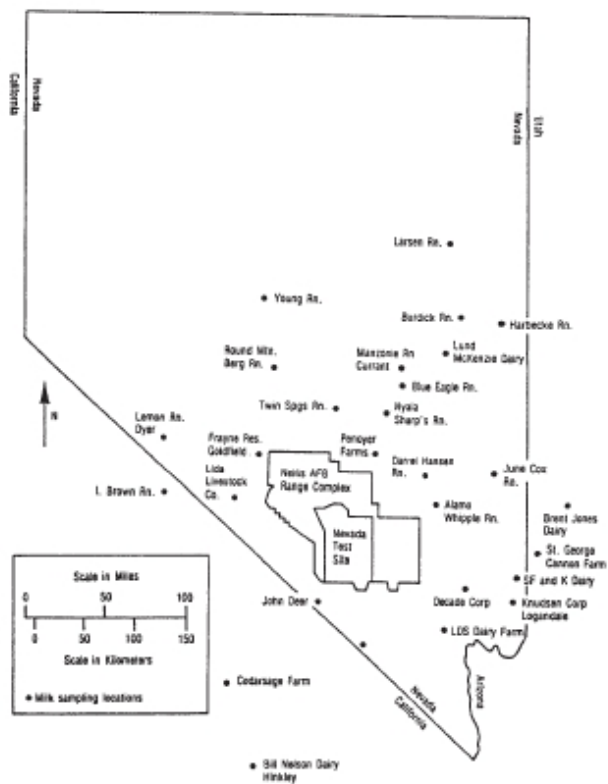 California
Nevada
Nevada
Utah
Larsen Rn.
Young Rn.
Burdick Rn.
Harbecke Rn.
Round Mtn.
Berg Rn.
Manzonie Rn
Currant
Lund
McKenzie Dairy
Blue Eagle Rn.
N
Twin Spgs Rn.
Nyala
Sharp's Rn.
Lemon Rn.
Dyer
Frayne Res.
Goldfield
Penoyer
Farms
Darrel Hansen
Rn.
June Cox
Rn.
Lida
Livestock
Co.
Nellis AFB
Range Complex
I. Brown Rn.
Alamo
Whipple Rn.
Brent Jones
Dairy
Nevada
Test
Site
St. George
Cannon Farm
SF and K Dairy
John Deer
Decade Corp
Knudsen Corp
Logandale
LDS Dairy Farm
Scale in Miles
0 50 100
0 50 100 150
Scale in Kilometers
Milk sampling locations
Cedarsage Farm
Nevada
California
Arizona
Bill Nelson Dairy
Hinkley